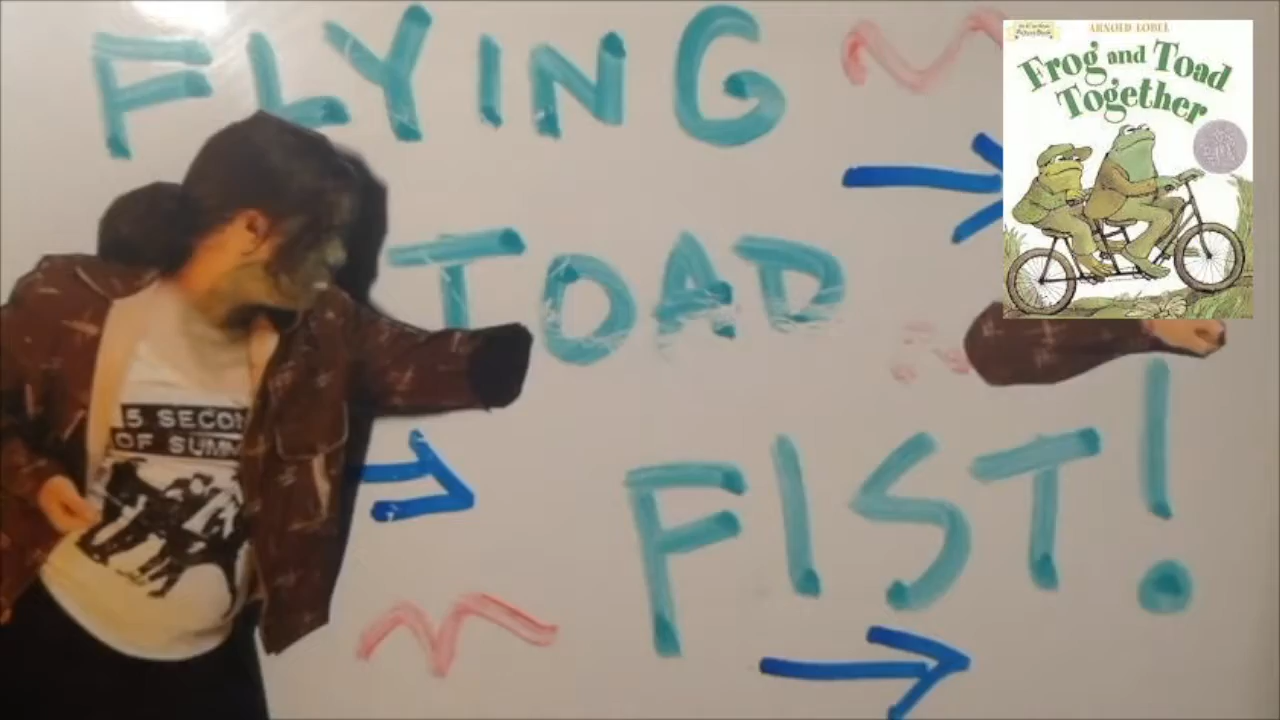 FLYING
TOAD
FIST!
5 SECON
OF SUMM
ARNOLD LOBEL
Frog and Toad
Together